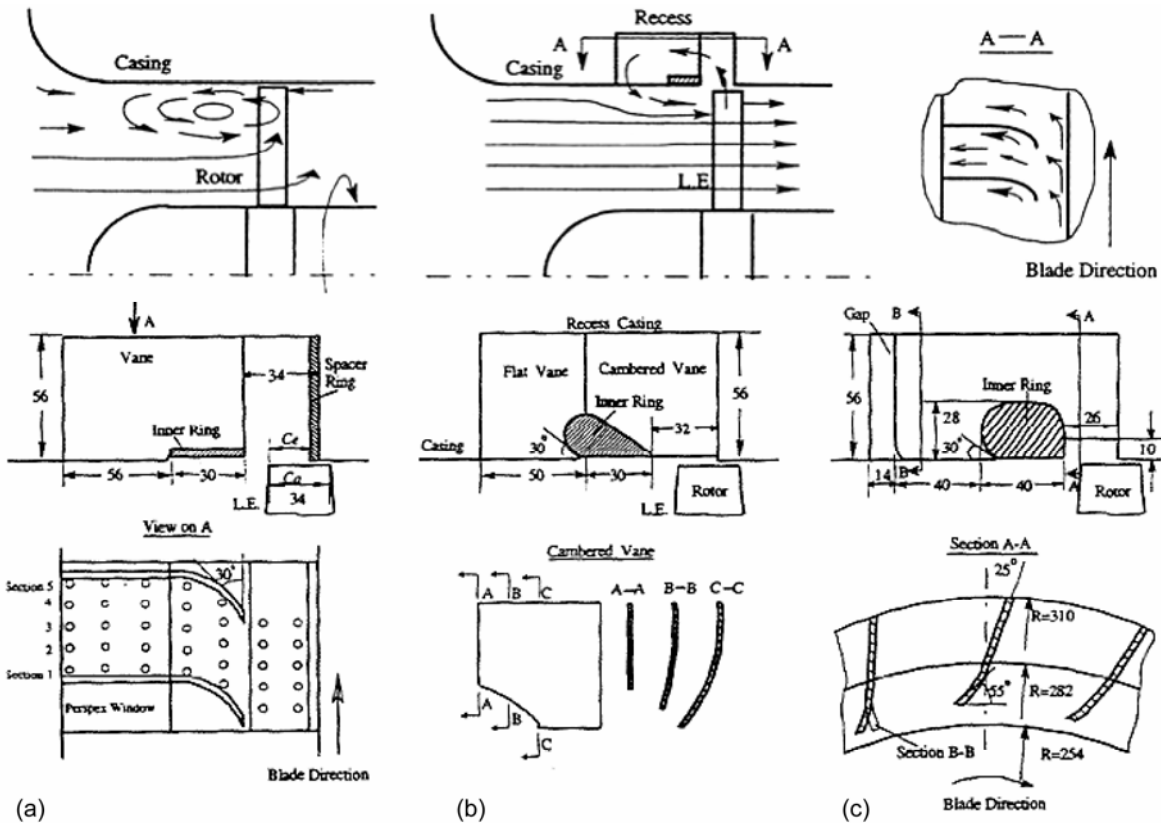 Casing
Rotor
Recess
A
A
Casing
L.E.
A — A
Blade Direction
A
Vane
34
Spacer
Ring
56
Inner Ring
Ce
56
30
Ca
34
L.E.
View on A
30°
Section 5
4
3
2
Section 1
Perspex Window
Blade Direction
(a)
Recess Casing
Flat Vane
Cambered Vane
56
Inner Ring
32
Casing
30°
50
30
Rotor
L.E.
Cambered Vane
A
B
C
A—A
B—B
C—C
A
B
C
(b)
B
A
Gap
56
Inner Ring
28
26
30°
10
14
B
40
40
A
Rotor
Section A-A
25°
R=310
55°
R=282
Section B-B
R=254
Blade Direction
(c)